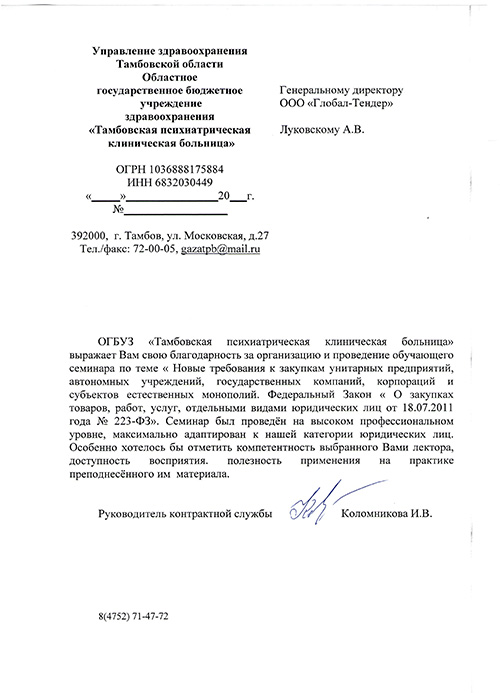 Управление здравоохранения
Тамбовской области
Областное
государственное бюджетное
учреждение
здравоохранения
«Тамбовская психиатрическая
клиническая больница»
Генеральному директору
ООО «Глобал-Тендер»
Луковскому А.В.
ОГРН 1036888175884
ИНН 6832030449
«_____»________________20___г.
№__________________
392000, г. Тамбов, ул. Московская, д.27
Тел./факс: 72-00-05, gazatpb@mail.ru
ОГБУЗ «Тамбовская психиатрическая клиническая больница»
выражает Вам свою благодарность за организацию и проведение обучающего
семинара по теме « Новые требования к закупкам унитарных предприятий,
автономных учреждений, государственных компаний, корпораций и
субъектов естественных монополий. Федеральный Закон « О закупках
товаров, работ, услуг, отдельными видами юридических лиц от 18.07.2011
года № 223-ФЗ». Семинар был проведён на высоком профессиональном
уровне, максимально адаптирован к нашей категории юридических лиц.
Особенно хотелось бы отметить компетентность выбранного Вами лектора,
доступность восприятия. полезность применения на практике
преподнесённого им материала.
Руководитель контрактной службы Коломникова И.В.
8(4752) 71-47-72